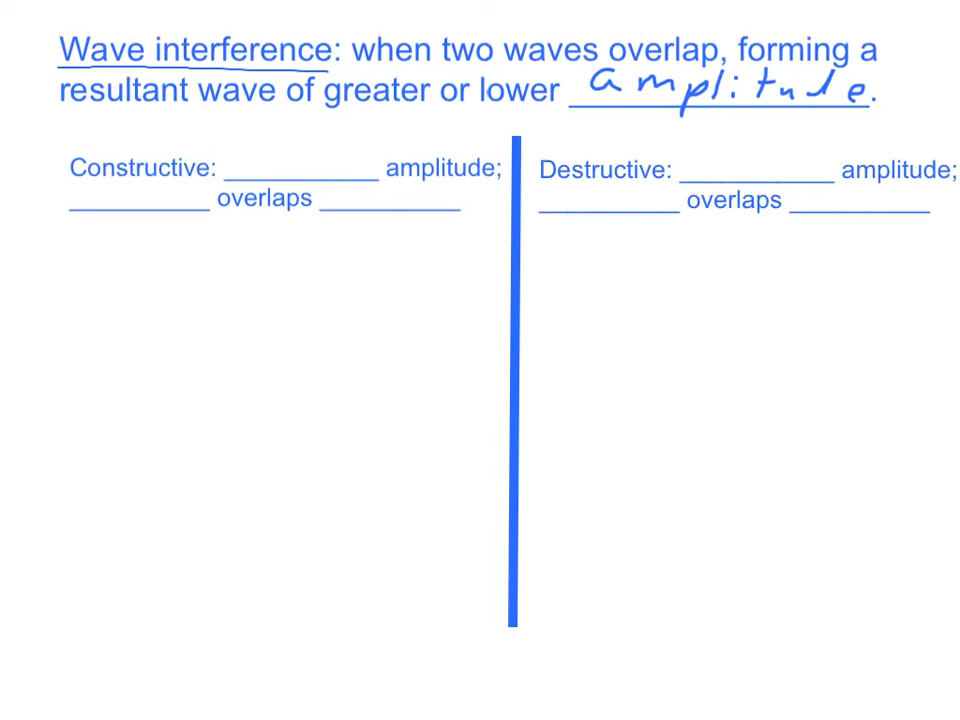 Wave interference: when two waves overlap, forming a
resultant wave of greater or lower amplitude.
Constructive: ___________ amplitude;
__________ overlaps __________
Destructive: ___________ amplitude;
__________ overlaps __________